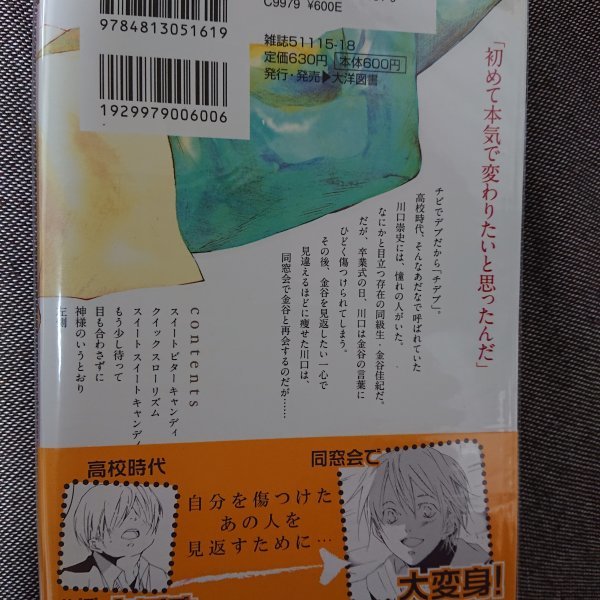 C9979 ¥600E
9784813051619
雑誌51115-18
定価630円 本体600円
発行・発売▶大洋図書
1929979006006
「初めて本気で変わりたいと思ったんだ」
チビでデブだから「チデブ」。
高校時代、そんなあだなで呼ばれていた
川口崇史には、憧れの人がいた。
なにかと目立つ存在の同級生・金谷佳紀だ。
だが、卒業式の日、川口は金谷の言葉に
ひどく傷つけられてしまう。
その後、金谷を見返したい一心で
見違えるほどに痩せた川口は、
同窓会で金谷と再会するのだが……
contents
スイートビターキャンディ
クイックスローリズム
スイートスイートキャンディ
もう少し待って
目も合わさずに
神様のいうとおり
高校時代
同窓会で
自分を傷つけた
あの人を
見返すために…
大変身!